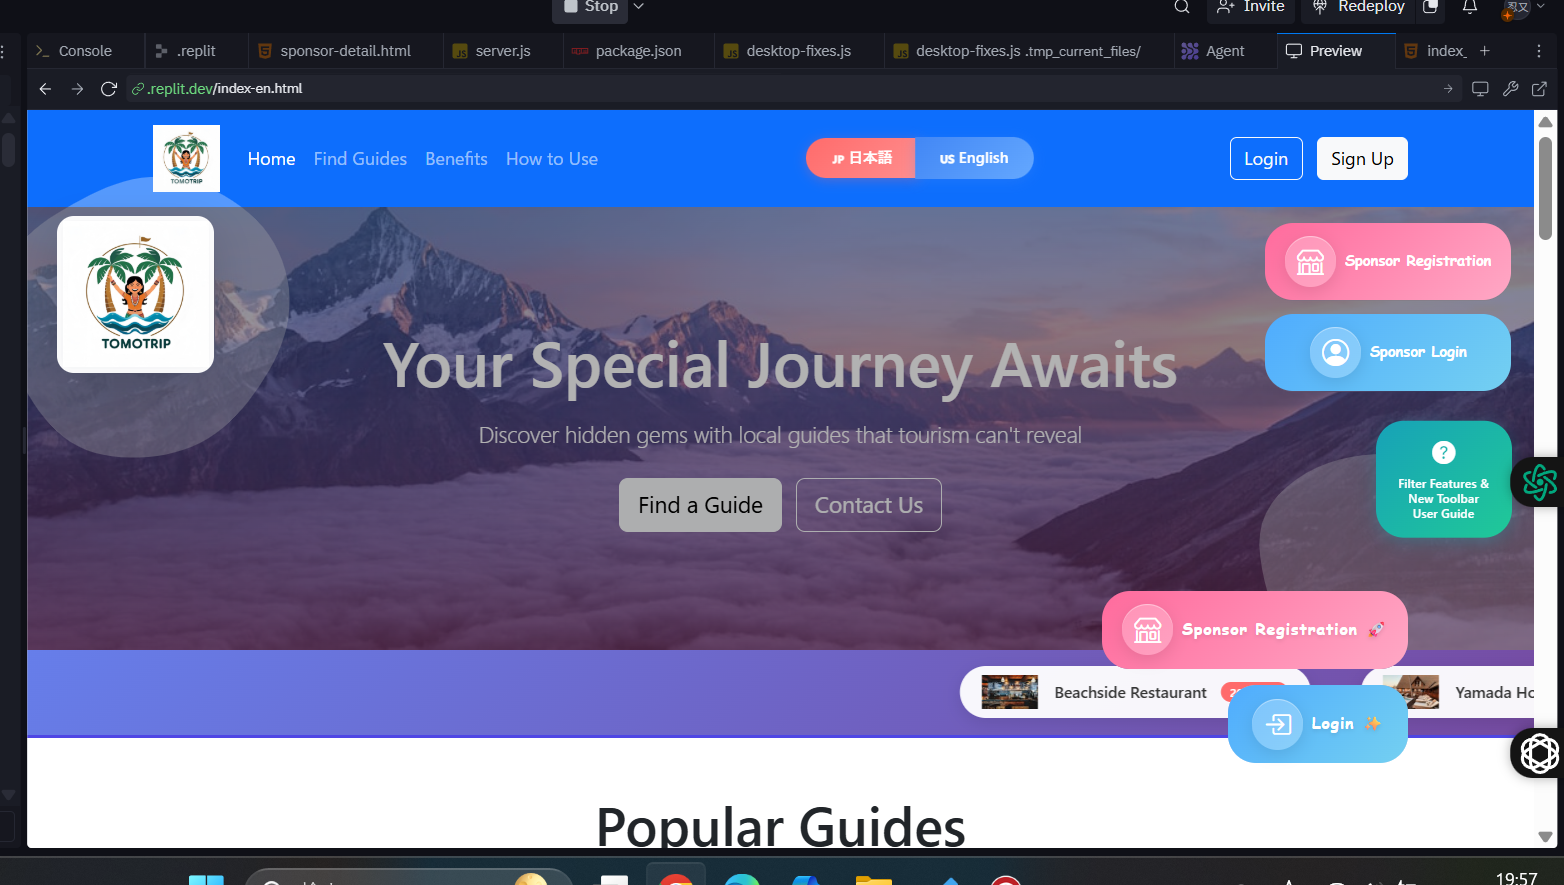 Stop
Invite
Redeploy
Console
.replit
sponsor-detail.html
server.js
package.json
desktop-fixes.js
desktop-fixes.js .tmp_current_files/
Agent
Preview
index_
.replit.dev/index-en.html
TOMOTRIP
Home
Find Guides
Benefits
How to Use
JP 日本語
US English
Login
Sign Up
TOMOTRIP
Sponsor Registration
Sponsor Login
Your Special Journey Awaits
Discover hidden gems with local guides that tourism can't reveal
Find a Guide
Contact Us
?
Filter Features &
New Toolbar
User Guide
Sponsor Registration 🚀
Beachside Restaurant
Yamada Ho
Login ✨
Popular Guides
19:57